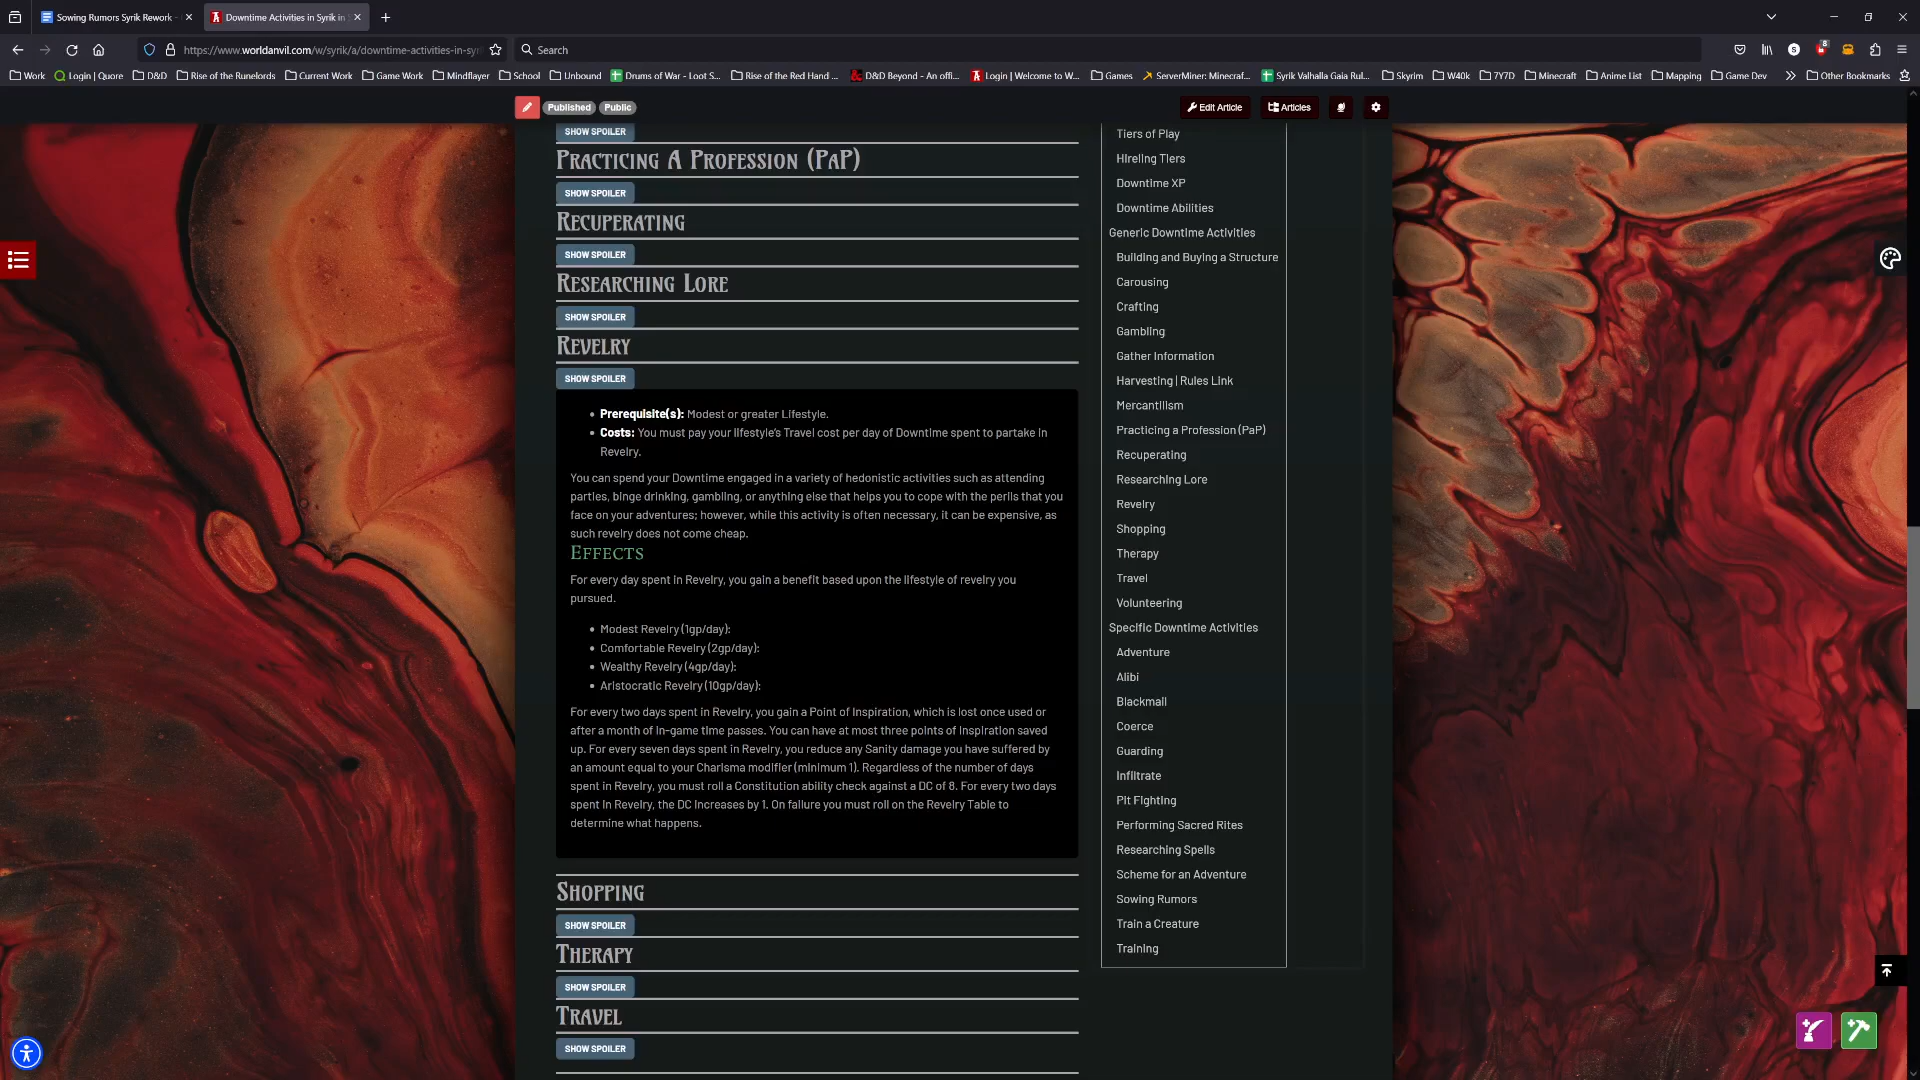 Sowing Rumors Syrik Rework -
Downtime Activities in Syrik in
https://www.worldanvil.com/w/syrik/a/downtime-activities-in-syri
Search
8
Work
Login | Quore
D&D
Rise of the Runelords
Current Work
Game Work
Mindflayer
School
Unbound
Drums of War - Loot S...
Rise of the Red Hand ...
D&D Beyond - An offi...
Login | Welcome to W...
Games
ServerMiner: Minecraf...
Syrik Valhalla Gaia Rul...
Skyrim
W40k
7Y7D
Minecraft
Anime List
Mapping
Game Dev
Other Bookmarks
Published
Public
Edit Article
Articles
SHOW SPOILER
Practicing A Profession (PaP)
SHOW SPOILER
Recuperating
SHOW SPOILER
Researching Lore
SHOW SPOILER
Revelry
SHOW SPOILER
Prerequisite(s): Modest or greater Lifestyle.
Costs: You must pay your lifestyle's Travel cost per day of Downtime spent to partake in
Revelry.
You can spend your Downtime engaged in a variety of hedonistic activities such as attending
parties, binge drinking, gambling, or anything else that helps you to cope with the perils that you
face on your adventures; however, while this activity is often necessary, it can be expensive, as
such revelry does not come cheap.
Effects
For every day spent in Revelry, you gain a benefit based upon the lifestyle of revelry you
pursued.
Modest Revelry (1gp/day):
Comfortable Revelry (2gp/day):
Wealthy Revelry (4gp/day):
Aristocratic Revelry (10gp/day):
For every two days spent in Revelry, you gain a Point of Inspiration, which is lost once used or
after a month of in-game time passes. You can have at most three points of Inspiration saved
up. For every seven days spent in Revelry, you reduce any Sanity damage you have suffered by
an amount equal to your Charisma modifier (minimum 1). Regardless of the number of days
spent in Revelry, you must roll a Constitution ability check against a DC of 8. For every two days
spent in Revelry, the DC increases by 1. On failure you must roll on the Revelry Table to
determine what happens.
Shopping
SHOW SPOILER
Therapy
SHOW SPOILER
Travel
SHOW SPOILER
Tiers of Play
Hireling Tiers
Downtime XP
Downtime Abilities
Generic Downtime Activities
Building and Buying a Structure
Carousing
Crafting
Gambling
Gather Information
Harvesting | Rules Link
Mercantilism
Practicing a Profession (PaP)
Recuperating
Researching Lore
Revelry
Shopping
Therapy
Travel
Volunteering
Specific Downtime Activities
Adventure
Alibi
Blackmail
Coerce
Guarding
Infiltrate
Pit Fighting
Performing Sacred Rites
Researching Spells
Scheme for an Adventure
Sowing Rumors
Train a Creature
Training